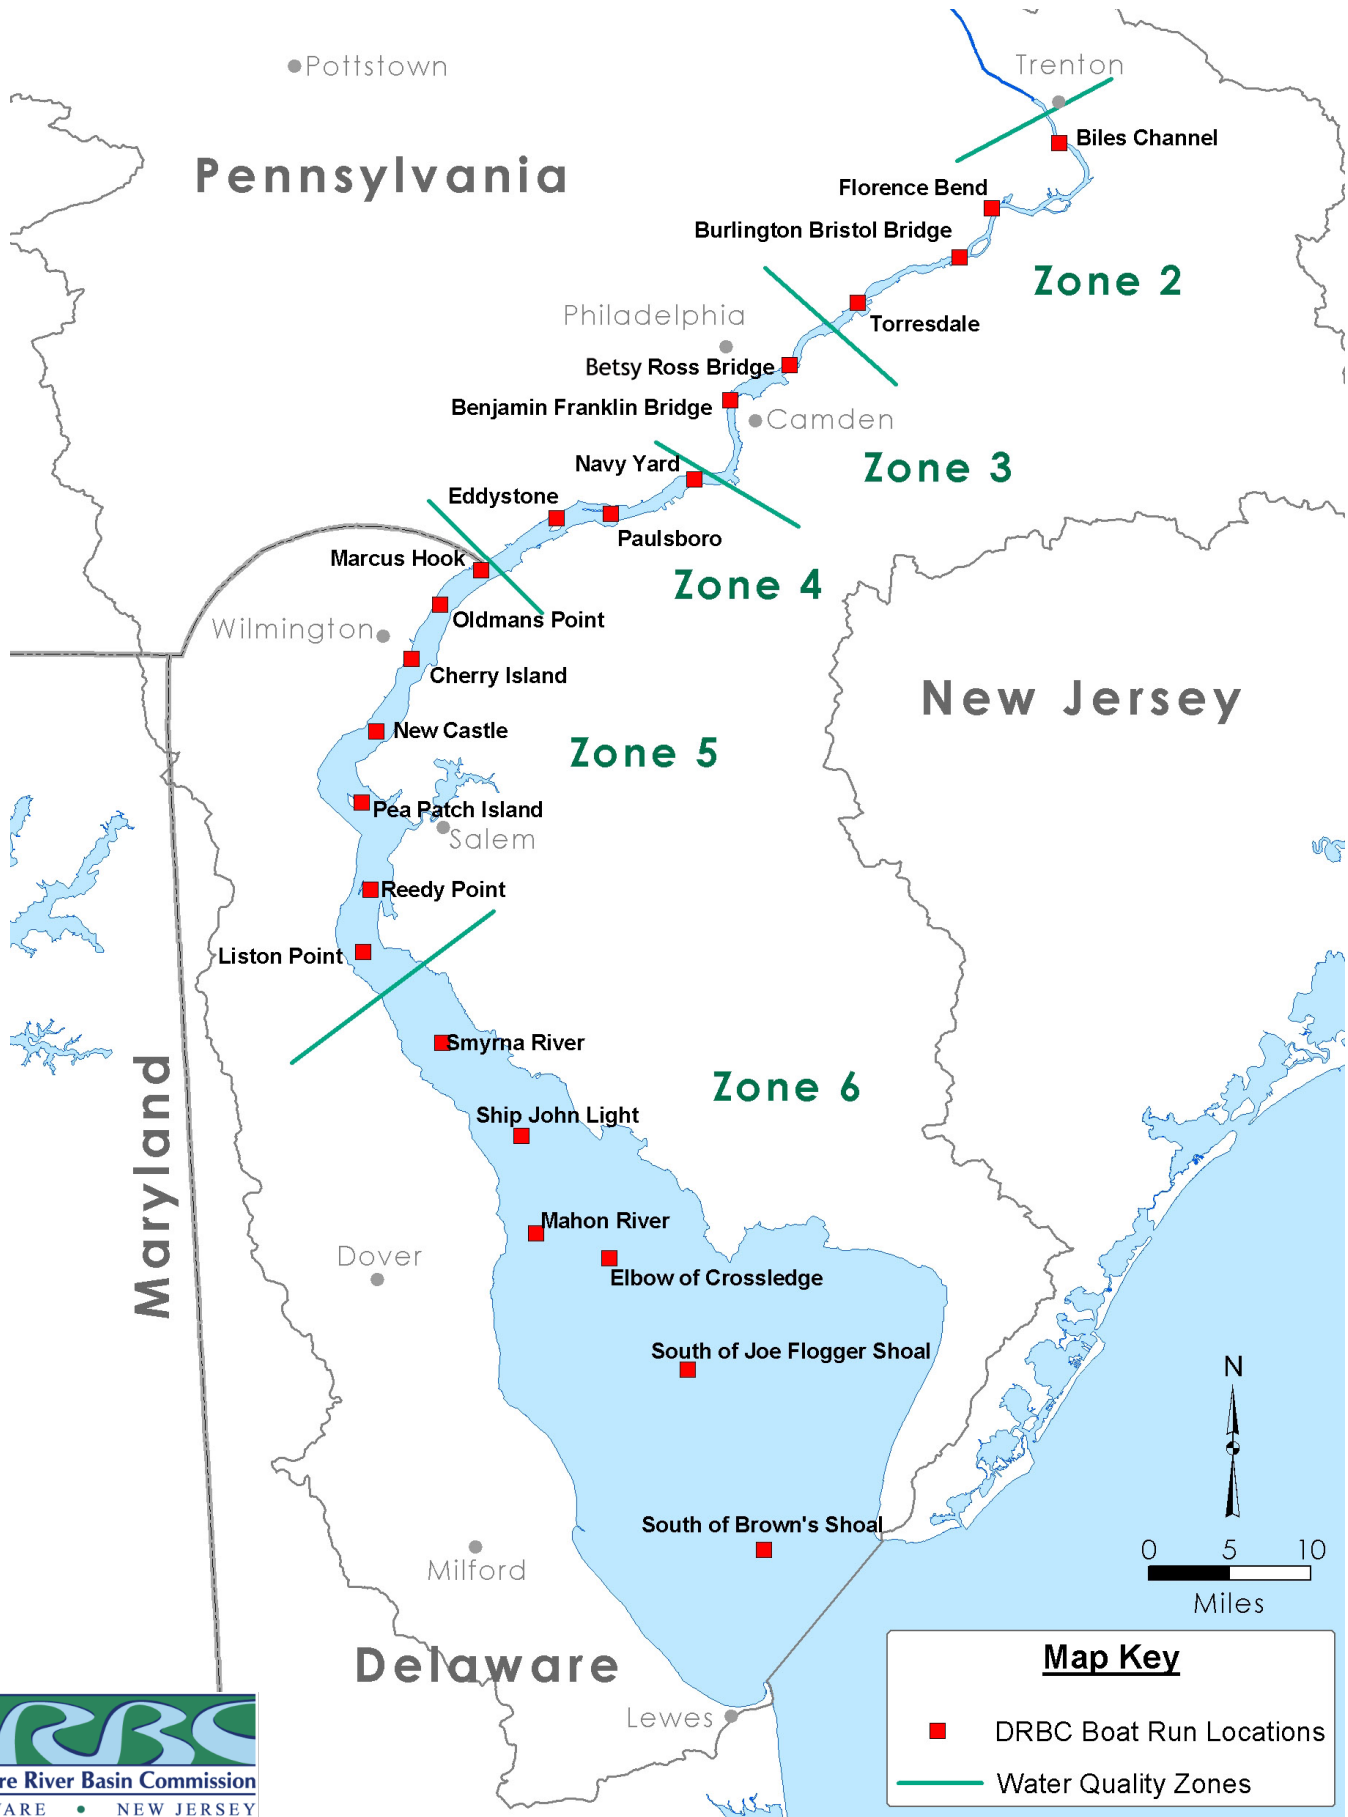 Pottstown
Trenton
Biles Channel
Pennsylvania
Florence Bend
Burlington Bristol Bridge
Zone 2
Philadelphia
Torresdale
Betsy Ross Bridge
Benjamin Franklin Bridge
Camden
Navy Yard
Zone 3
Eddystone
Paulsboro
Marcus Hook
Zone 4
Oldmans Point
Wilmington
Cherry Island
New Jersey
New Castle
Zone 5
Pea Patch Island
Salem
Reedy Point
Liston Point
Smyrna River
Maryland
Zone 6
Ship John Light
Mahon River
Dover
Elbow of Crossledge
South of Joe Flogger Shoal
N
South of Brown's Shoal
0 5 10
Miles
Milford
Delaware
Lewes
Map Key
DRBC Boat Run Locations
Water Quality Zones
RBC
re River Basin Commission
ARE • NEW JERSEY